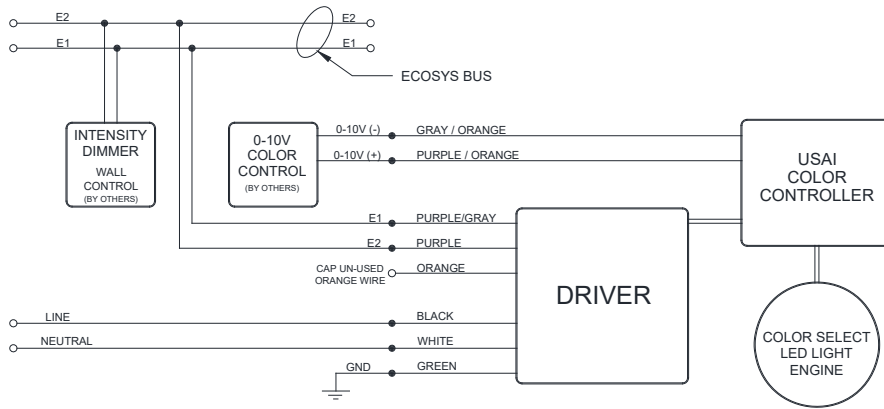 E2
E2
E1
E1
ECOSYS BUS
INTENSITY
DIMMER
WALL
CONTROL
(BY OTHERS)
0-10V
COLOR
CONTROL
(BY OTHERS)
0-10V (-)
GRAY / ORANGE
0-10V (+)
PURPLE / ORANGE
USAI
COLOR
CONTROLLER
E1
PURPLE/GRAY
E2
PURPLE
CAP UN-USED
ORANGE WIRE
ORANGE
DRIVER
LINE
BLACK
NEUTRAL
WHITE
GND
GREEN
COLOR SELECT
LED LIGHT
ENGINE